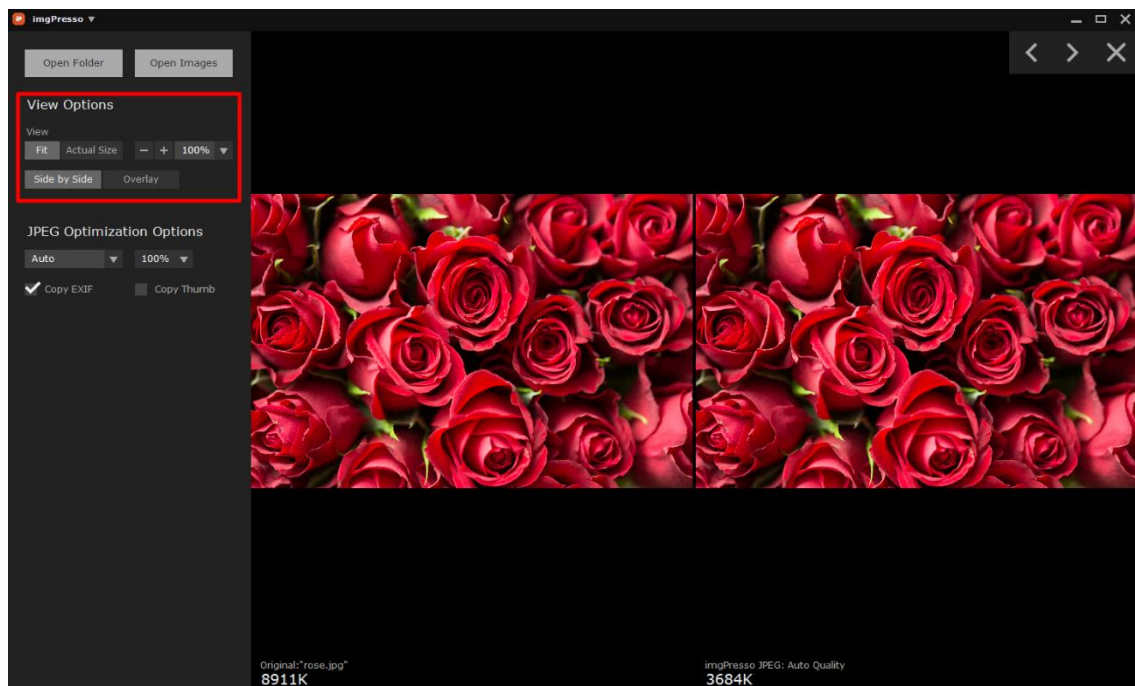 imgPresso
Open Folder Open Images
View Options
View
Fit Actual Size − + 100%
Side by Side Overlay
JPEG Optimization Options
Auto 100%
Copy EXIF Copy Thumb
Original:"rose.jpg" imgPresso JPEG: Auto Quality
8911K 3684K